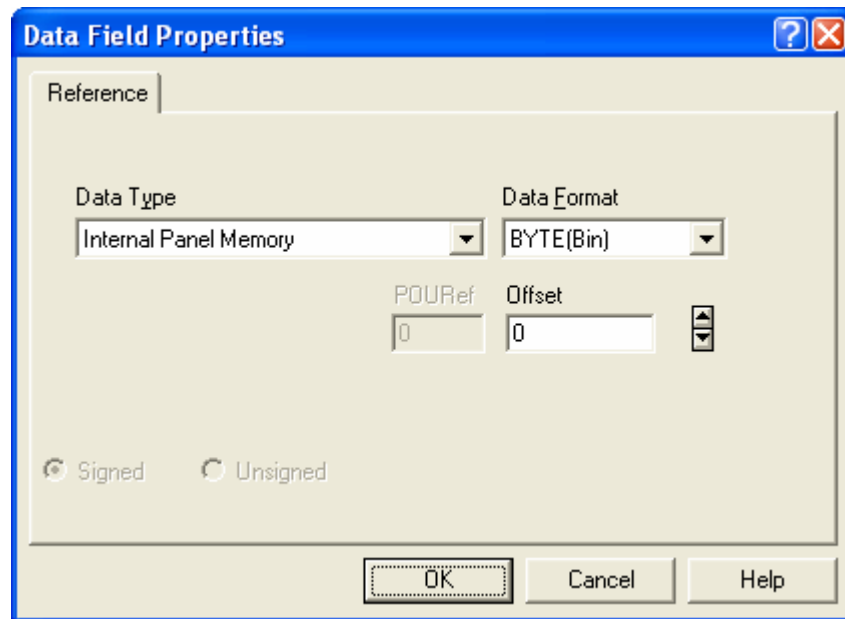 Data Field Properties
Reference
Data Type Data Format
Internal Panel Memory BYTE(Bin)
POURef Offset
0 0
Signed Unsigned
OK Cancel Help